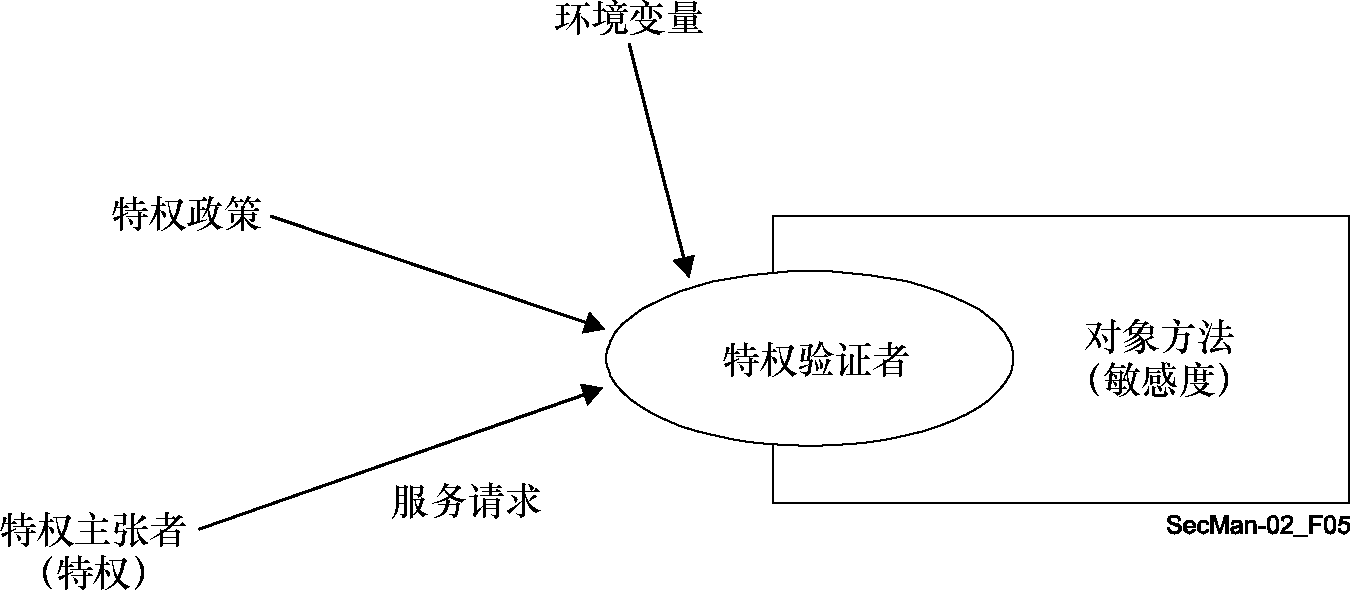 环境变量
特权政策
特权验证者
对象方法
（敏感度）
服务请求
特权主张者
（特权）
SecMan-02_F05